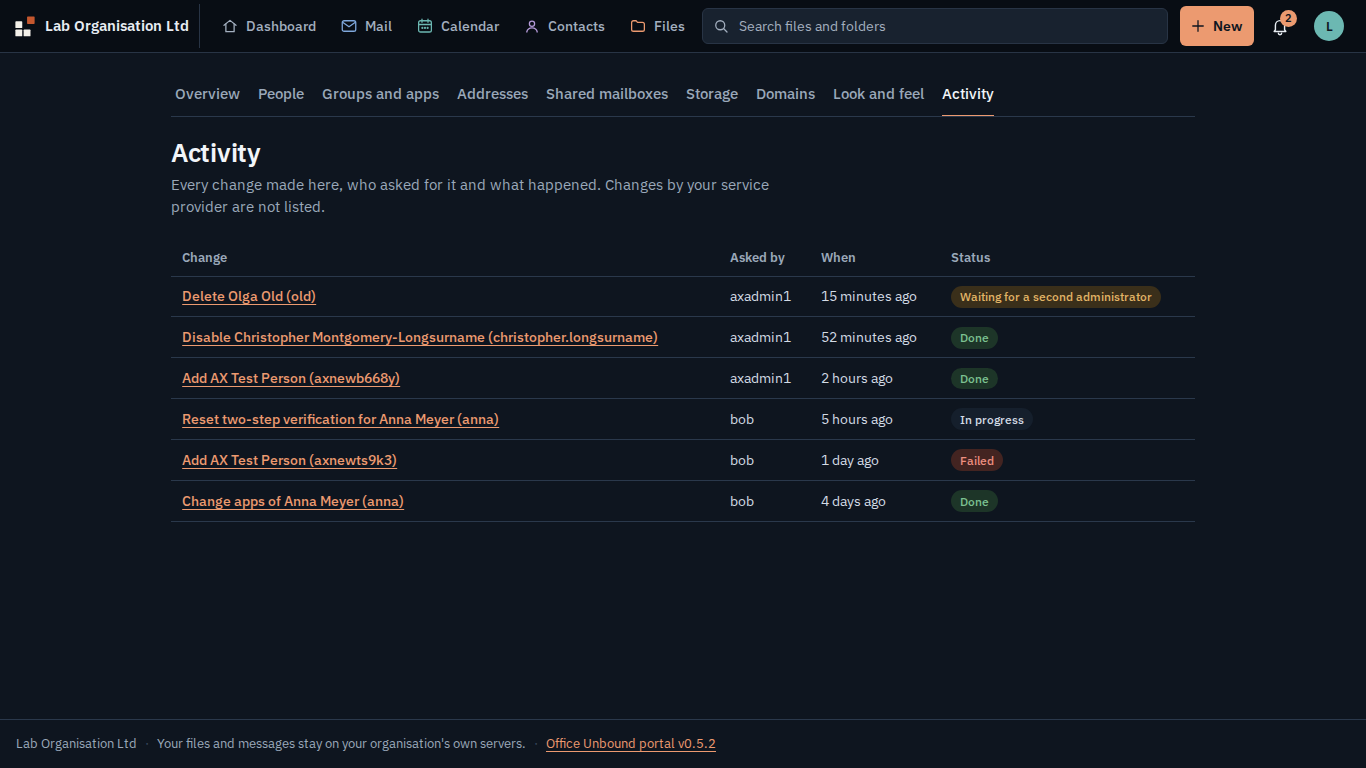 Lab Organisation Ltd
Dashboard
Mail
Calendar
Contacts
Files
Search files and folders
New
2
L
Overview
People
Groups and apps
Addresses
Shared mailboxes
Storage
Domains
Look and feel
Activity
Activity
Every change made here, who asked for it and what happened. Changes by your service
provider are not listed.
Change Asked by When Status
Delete Olga Old (old) axadmin1 15 minutes ago Waiting for a second administrator
Disable Christopher Montgomery-Longsurname (christopher.longsurname) axadmin1 52 minutes ago Done
Add AX Test Person (axnewb668y) axadmin1 2 hours ago Done
Reset two-step verification for Anna Meyer (anna) bob 5 hours ago In progress
Add AX Test Person (axnewts9k3) bob 1 day ago Failed
Change apps of Anna Meyer (anna) bob 4 days ago Done
Lab Organisation Ltd · Your files and messages stay on your organisation's own servers. · Office Unbound portal v0.5.2